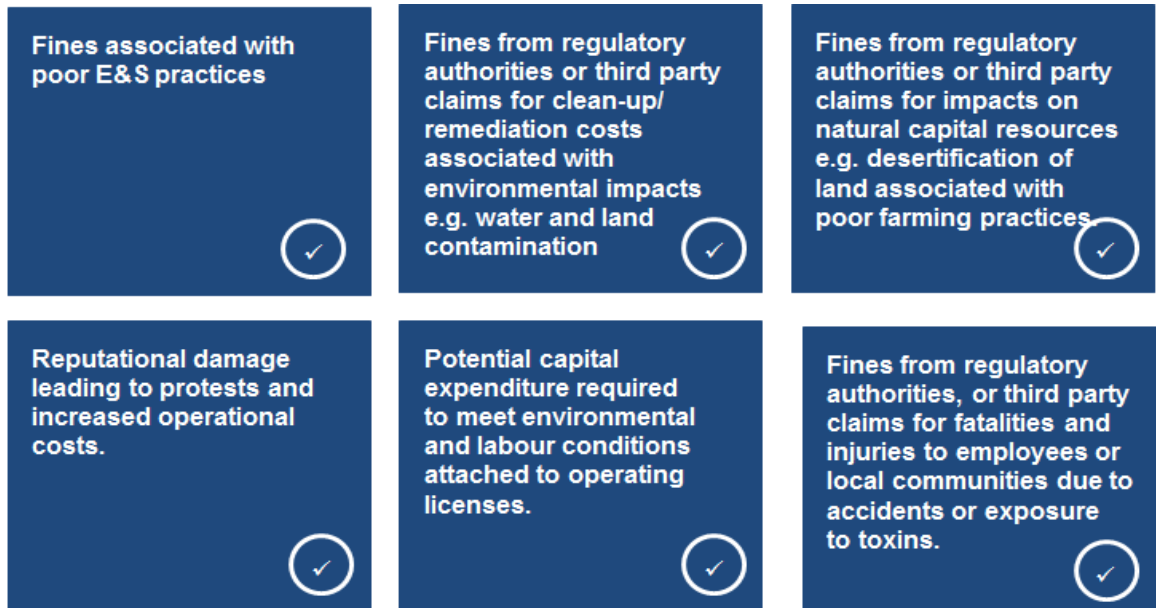 Fines associated with
poor E&S practices
Fines from regulatory
authorities or third party
claims for clean-up/
remediation costs
associated with
environmental impacts
e.g. water and land
contamination
Fines from regulatory
authorities or third party
claims for impacts on
natural capital resources
e.g. desertification of
land associated with
poor farming practices.
Reputational damage
leading to protests and
increased operational
costs.
Potential capital
expenditure required
to meet environmental
and labour conditions
attached to operating
licenses.
Fines from regulatory
authorities, or third party
claims for fatalities and
injuries to employees or
local communities due to
accidents or exposure
to toxins.